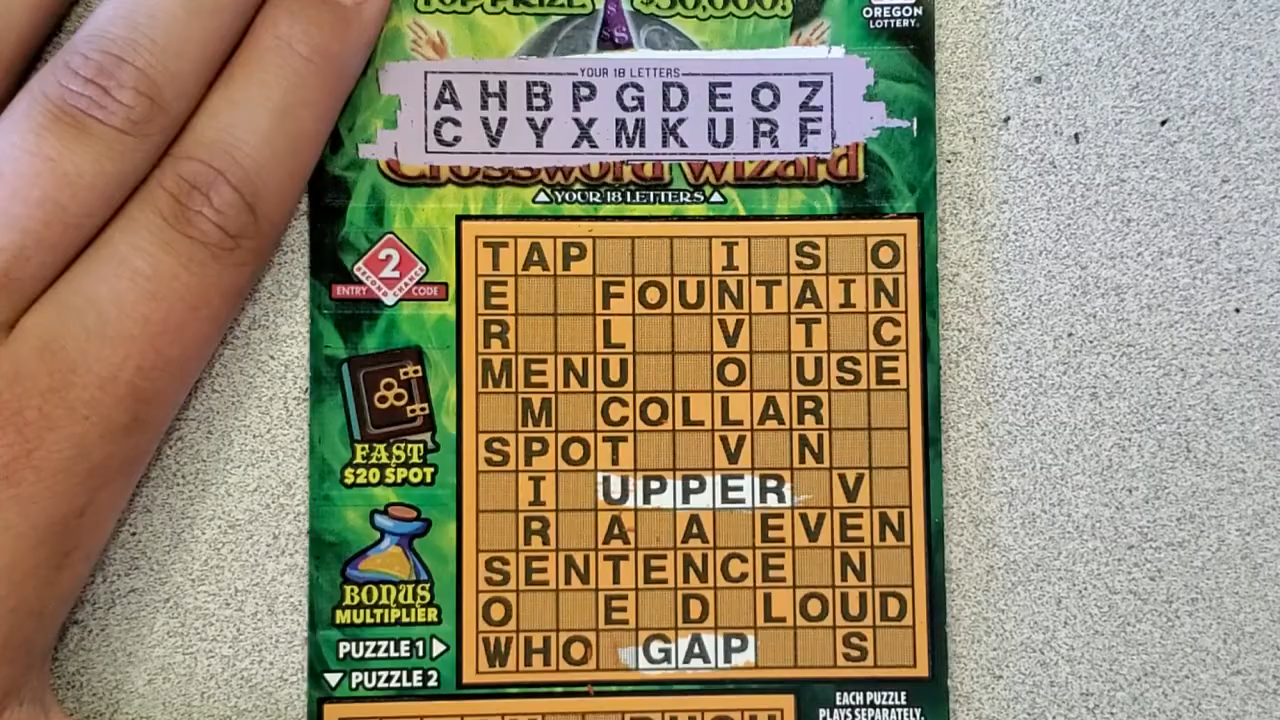 TOP PRIZE $50,000!
OREGON
LOTTERY
YOUR 18 LETTERS
A H B P G D E O Z
C V Y X M K U R F
Crossword Wizard
▲YOUR 18 LETTERS▲
2
SECOND CHANCE
ENTRY CODE
FAST
$20 SPOT
BONUS
MULTIPLIER
PUZZLE 1 ▶
▼ PUZZLE 2
T A P I S O
E F O U N T A I N
R L V T C
M E N U O U S E
M C O L L A R
S P O T V N
I U P P E R V
R A A E V E N
S E N T E N C E N
O E D L O U D
W H O G A P S
EACH PUZZLE
PLAYS SEPARATELY.